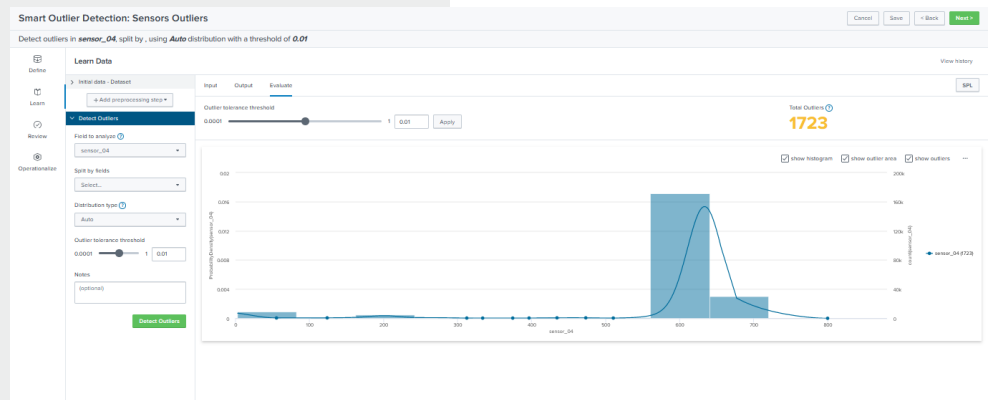 Smart Outlier Detection: Sensors Outliers
Cancel
Save
< Back
Next >
Detect outliers in sensor_04, split by , using Auto distribution with a threshold of 0.01
Define
Learn
Review
Operationalize
Learn Data
View history
Initial data - Dataset
Add preprocessing step
Detect Outliers
Field to analyze
sensor_04
Split by fields
Select...
Distribution type
Auto
Outlier tolerance threshold
0.0001 1 0.01
Notes
(optional)
Detect Outliers
Input Output Evaluate
SPL
Outlier tolerance threshold
0.0001 1 0.01 Apply
Total Outliers
1723
show histogram show outlier area show outliers ...
0.02
0.016
0.012
0.008
0.004
0
ProbabilityDensity(sensor_04)
0 100 200 300 400 500 600 700 800
sensor_04
200k
160k
120k
80k
40k
0
count(sensor_04)
sensor_04 (1723)